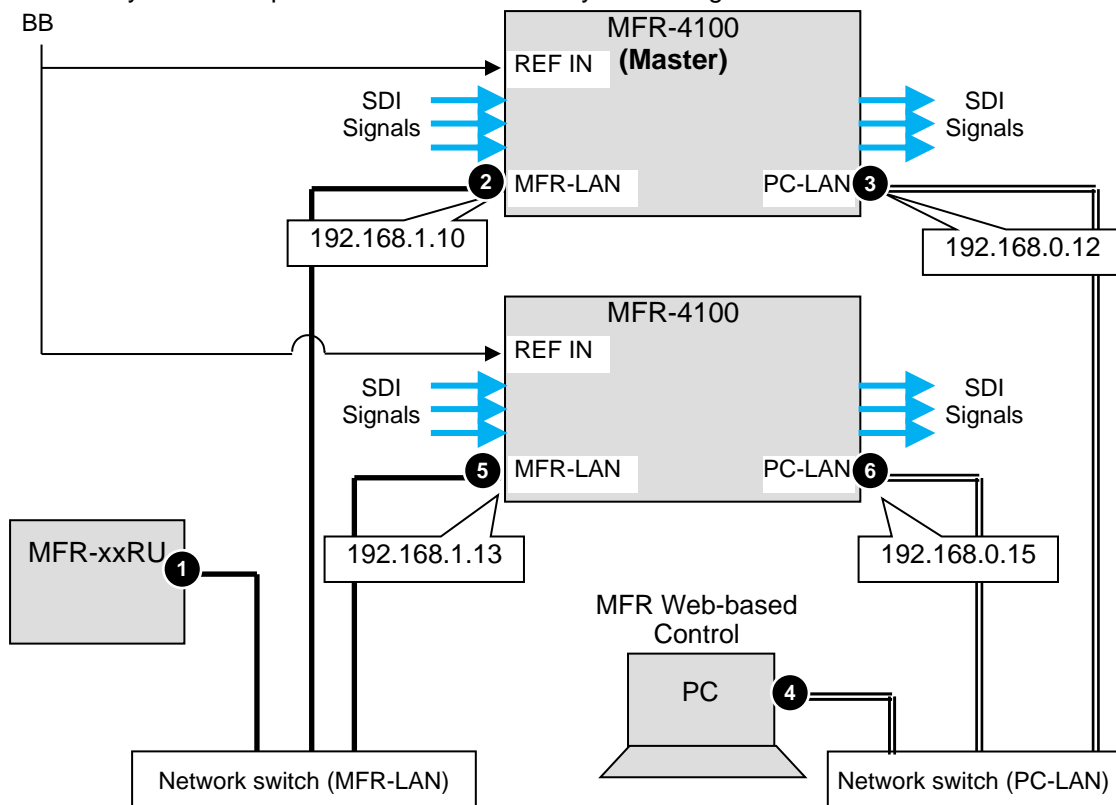 BB
MFR-4100
(Master)
REF IN
SDI
Signals
SDI
Signals
2
MFR-LAN
PC-LAN
3
192.168.1.10
192.168.0.12
MFR-4100
REF IN
SDI
Signals
SDI
Signals
5
MFR-LAN
PC-LAN
6
192.168.1.13
192.168.0.15
MFR-xxRU
1
MFR Web-based
Control
PC
4
Network switch (MFR-LAN)
Network switch (PC-LAN)